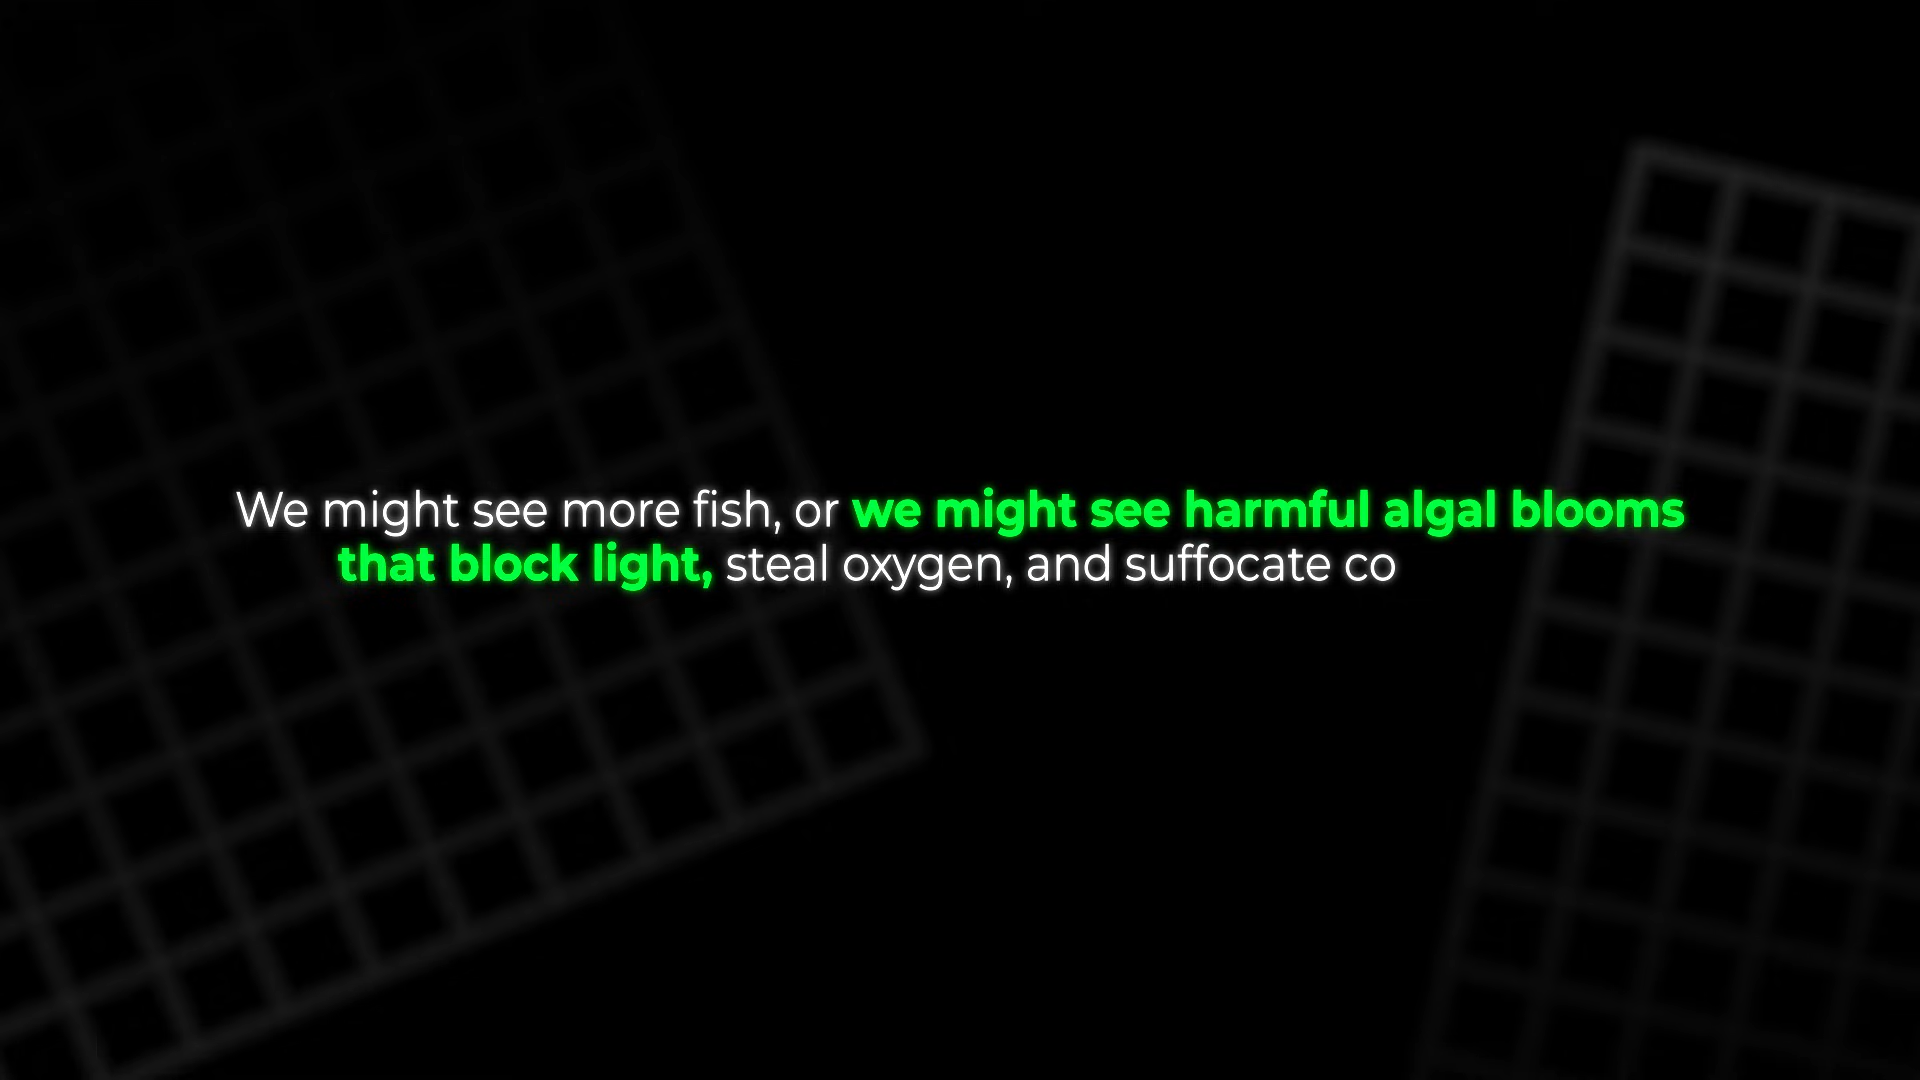 We might see more fish, or we might see harmful algal blooms
that block light, steal oxygen, and suffocate co